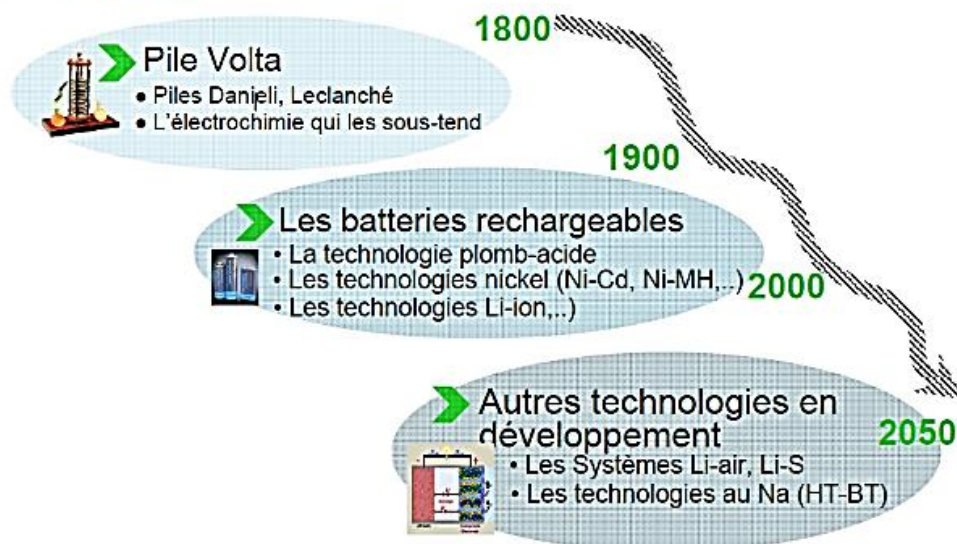 1800
Pile Volta
• Piles Danieli, Leclanché
• L'électrochimie qui les sous-tend
1900
Les batteries rechargeables
• La technologie plomb-acide
• Les technologies nickel (Ni-Cd, Ni-MH,..)
2000
• Les technologies Li-ion,..)
Autres technologies en
développement
2050
• Les Systèmes Li-air, Li-S
• Les technologies au Na (HT-BT)